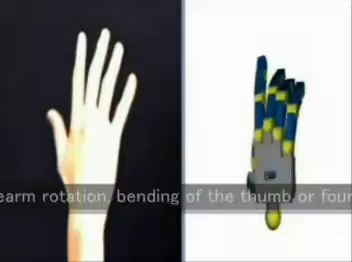 earm rotation, bending of the thumb or four